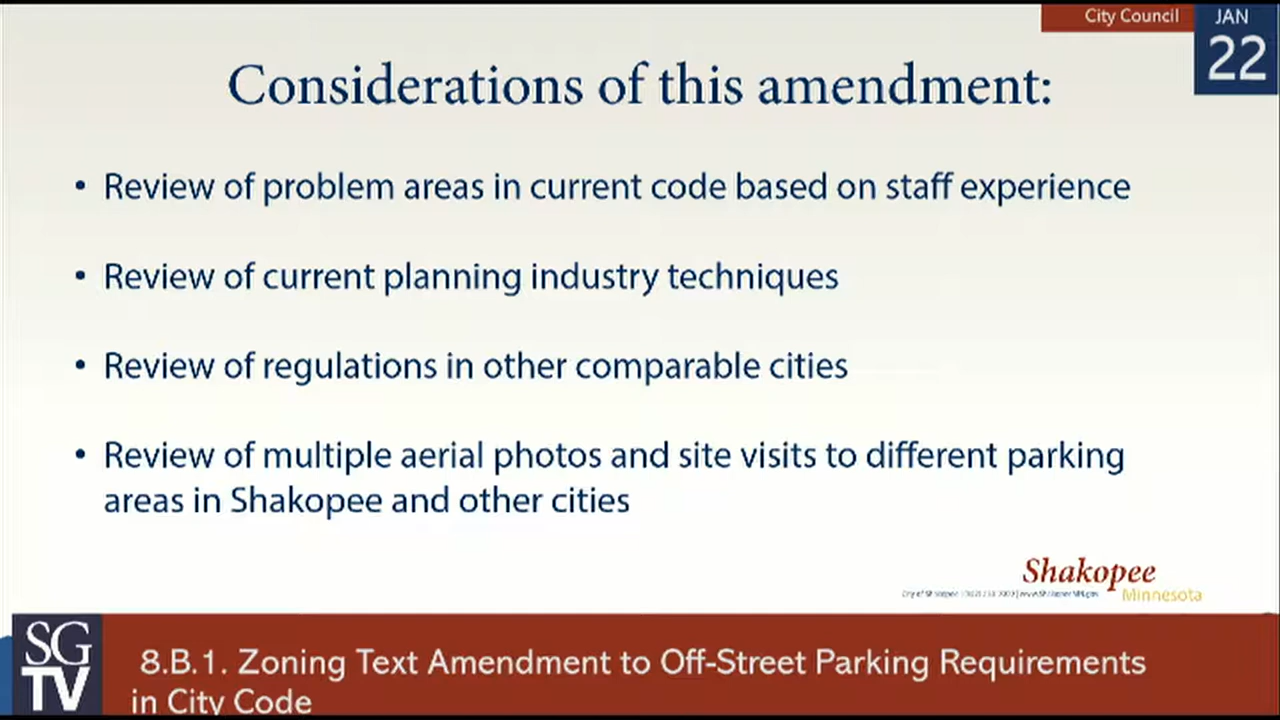 City Council
JAN
22
Considerations of this amendment:
• Review of problem areas in current code based on staff experience
• Review of current planning industry techniques
• Review of regulations in other comparable cities
• Review of multiple aerial photos and site visits to different parking
areas in Shakopee and other cities
Shakopee
Minnesota
SG
TV
8.B.1. Zoning Text Amendment to Off-Street Parking Requirements
in City Code